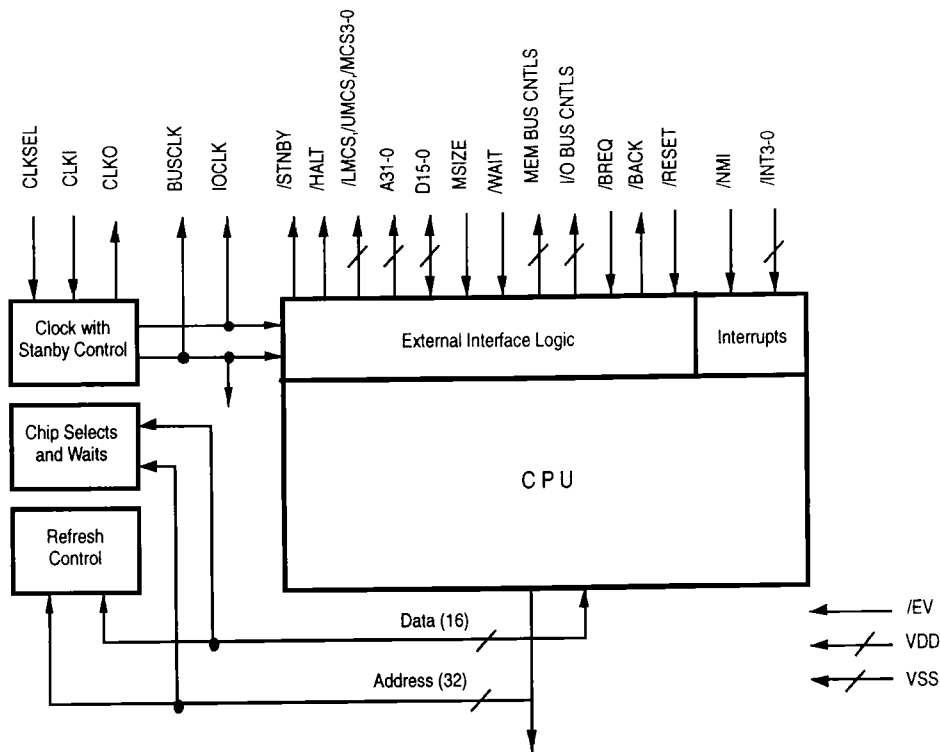 CLKSEL
CLKI
CLKO
BUSCLK
IOCLK
/STNBY
/HALT
/LMCS,/UMCS,/MCS3-0
A31-0
D15-0
MSIZE
/WAIT
MEM BUS CNTLS
I/O BUS CNTLS
/BREQ
/BACK
/RESET
/NMI
/INT3-0
Clock with
Stanby Control
External Interface Logic
Interrupts
Chip Selects
and Waits
CPU
Refresh
Control
Data (16)
Address (32)
/EV
VDD
VSS